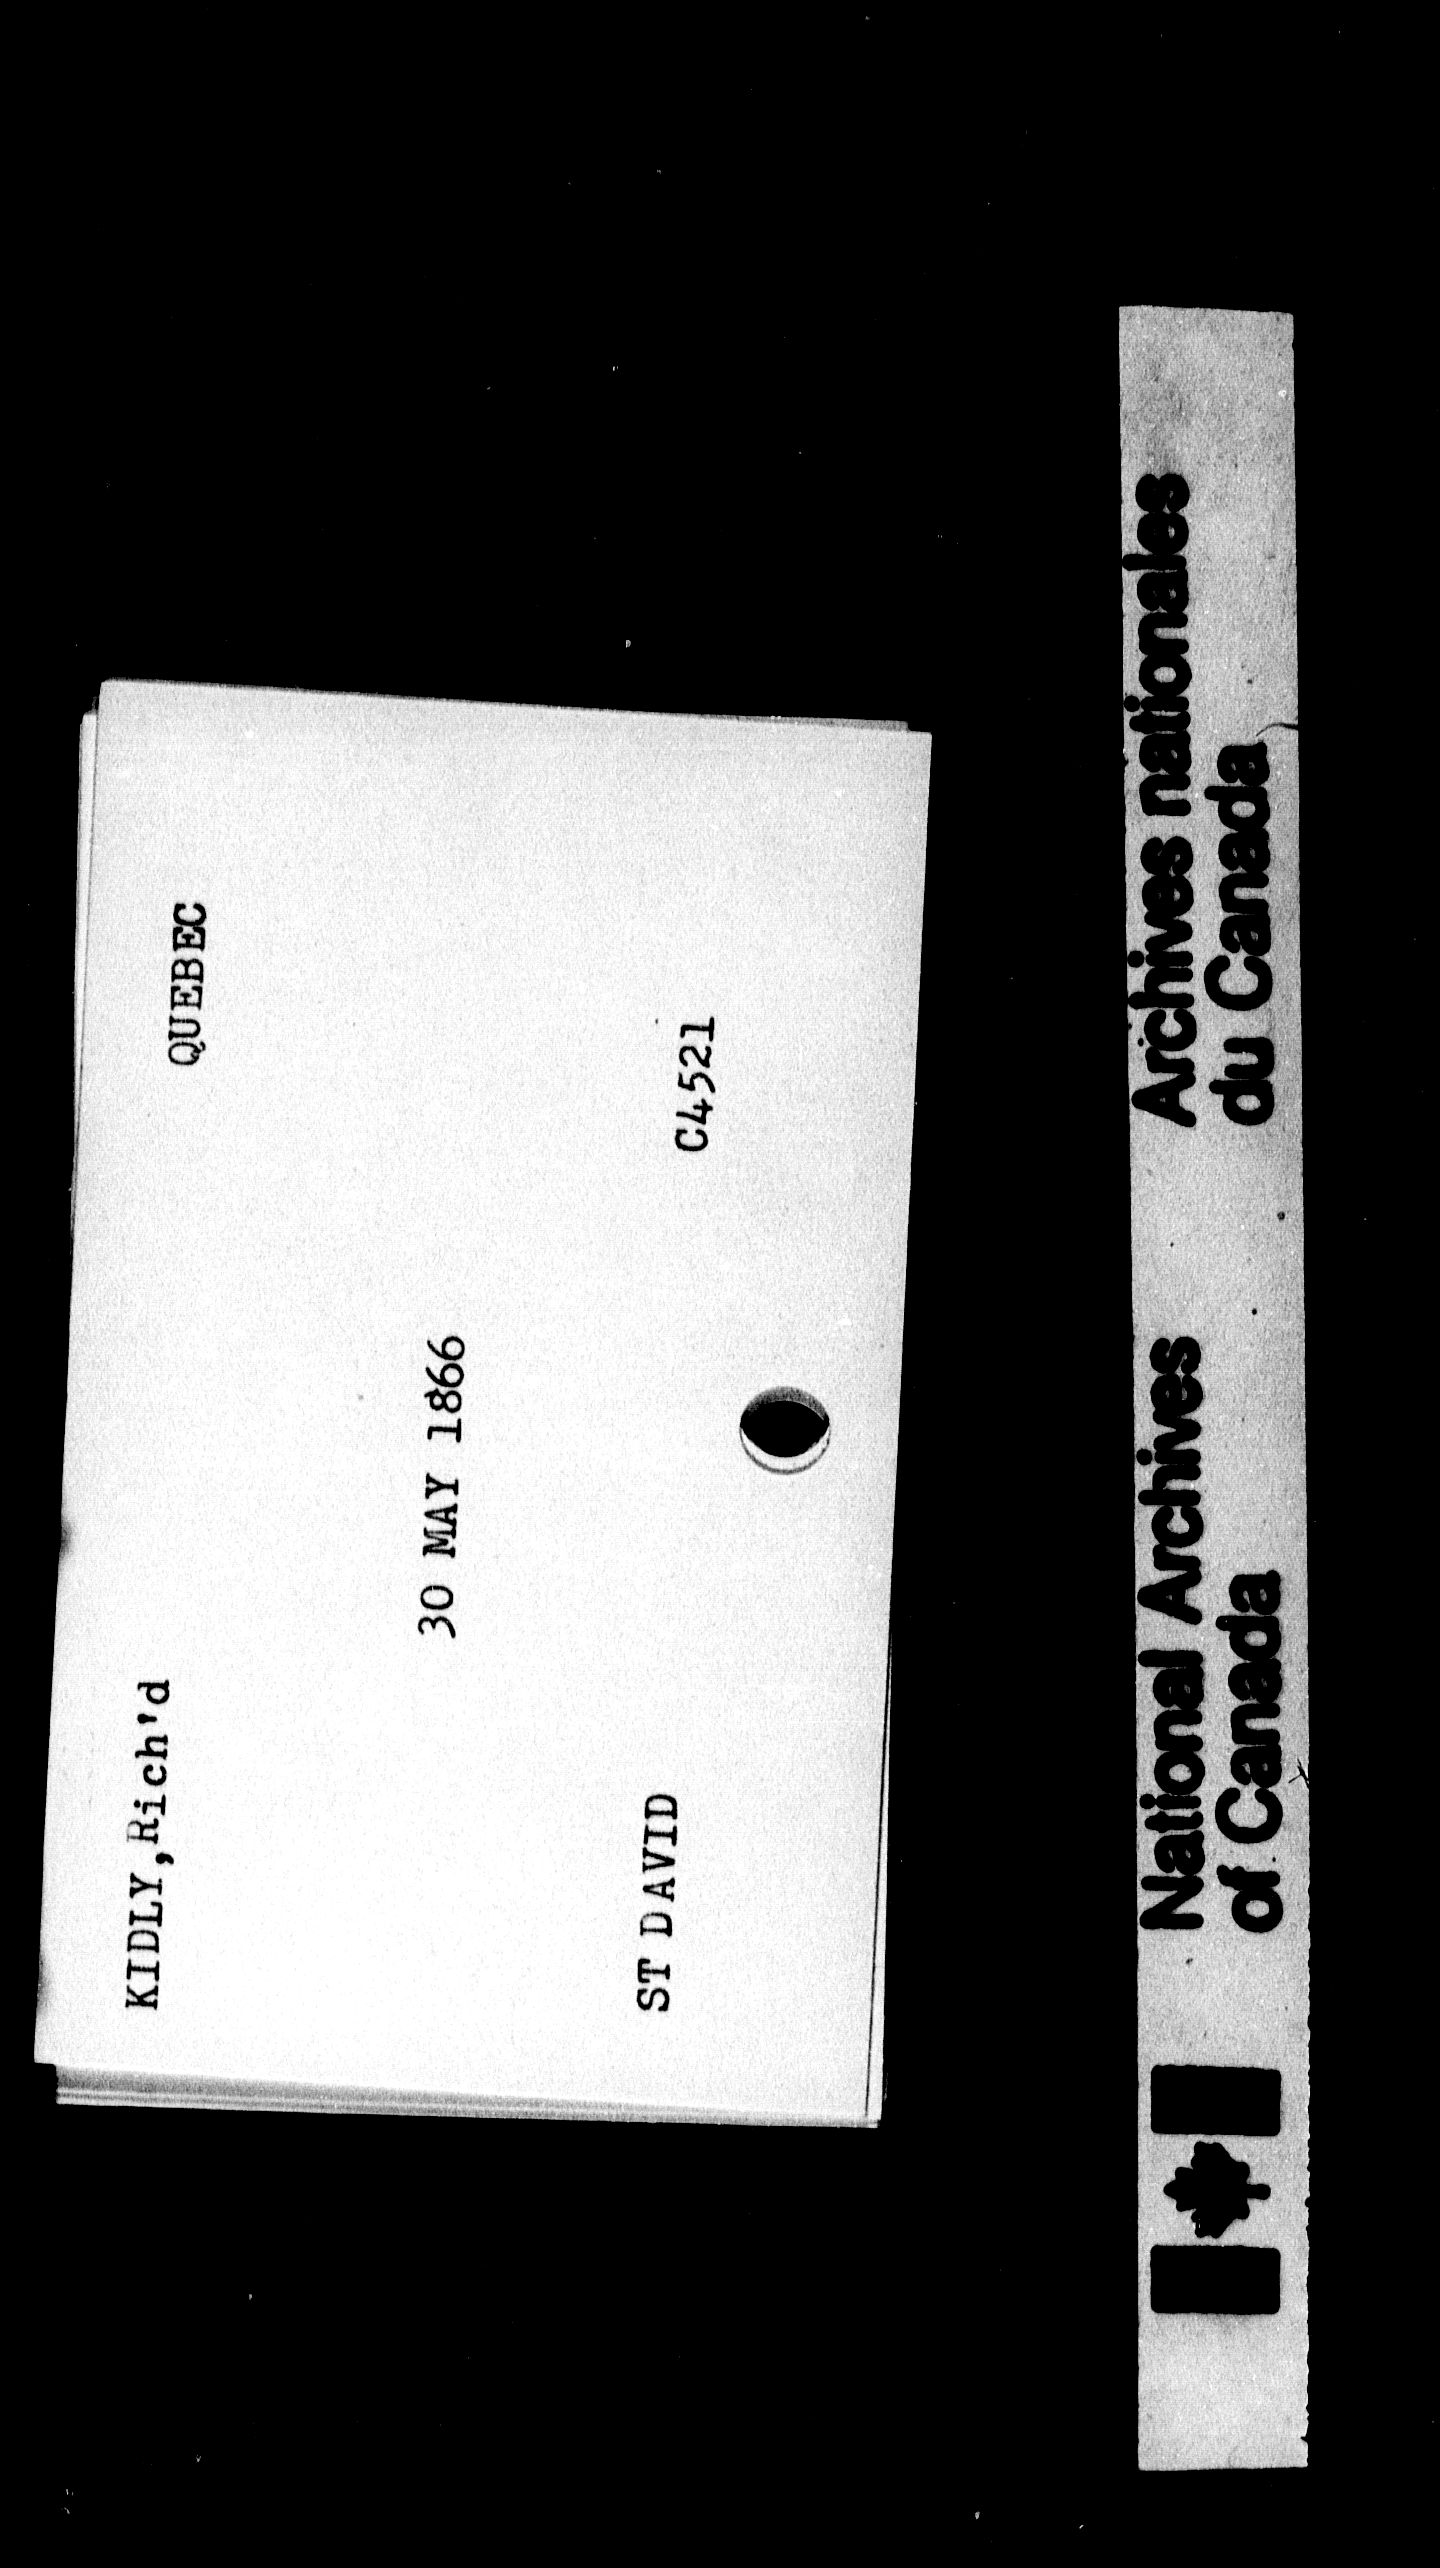 KIDLY,Rich'd
QUEBEC
30 MAY 1866
ST DAVID
C4521
National Archives
of Canada
Archives nationales
du Canada